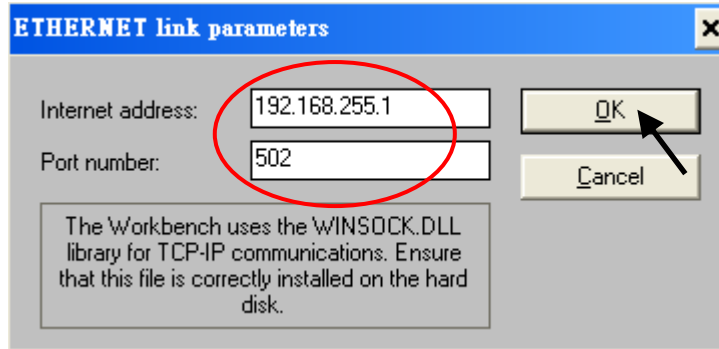 ETHERNET link parameters
Internet address: 192.168.255.1 OK
Port number: 502
Cancel
The Workbench uses the WINSOCK.DLL
library for TCP-IP communications. Ensure
that this file is correctly installed on the hard
disk.